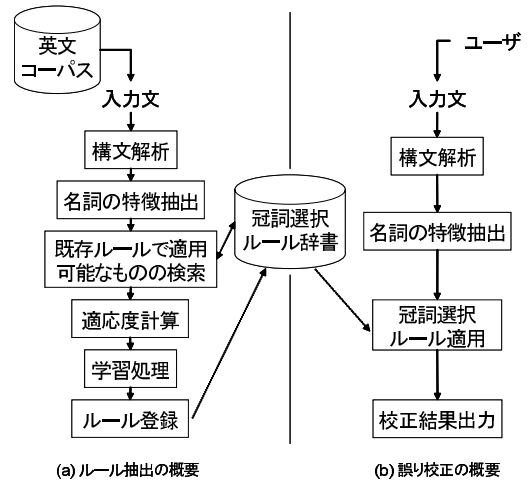 英文
コーパス
入力文
構文解析
名詞の特徴抽出
既存ルールで適用
可能なものの検索
適応度計算
学習処理
ルール登録
(a) ルール抽出の概要
冠詞選択
ルール辞書
ユーザ
入力文
構文解析
名詞の特徴抽出
冠詞選択
ルール適用
校正結果出力
(b) 誤り校正の概要